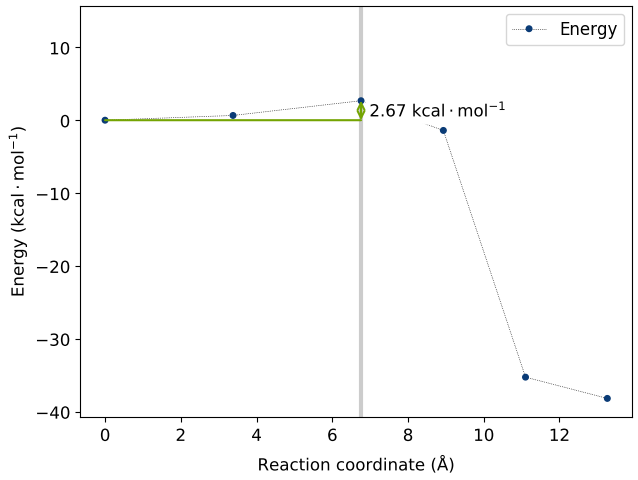 Energy
10
0
−10
−20
−30
−40
Energy (kcal·mol⁻¹)
2.67 kcal·mol⁻¹
0 2 4 6 8 10 12
Reaction coordinate (Å)